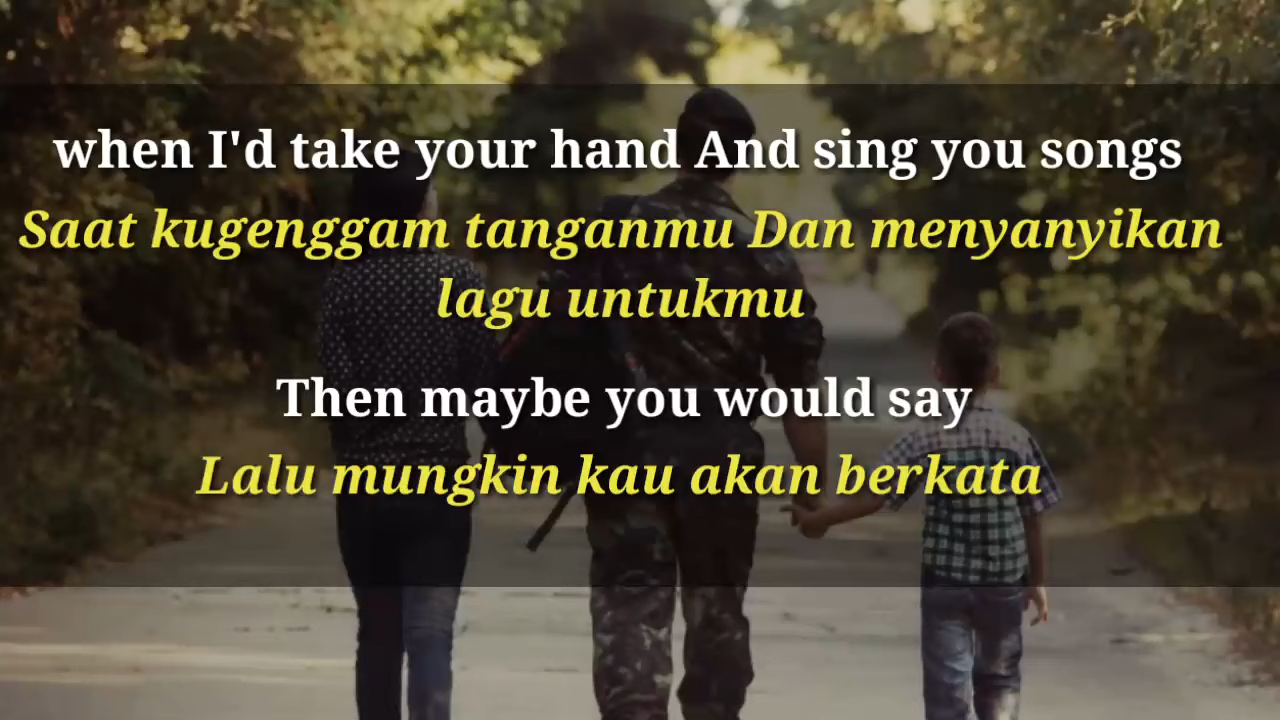 when I'd take your hand And sing you songs
Saat kugenggam tanganmu Dan menyanyikan
lagu untukmu
Then maybe you would say
Lalu mungkin kau akan berkata